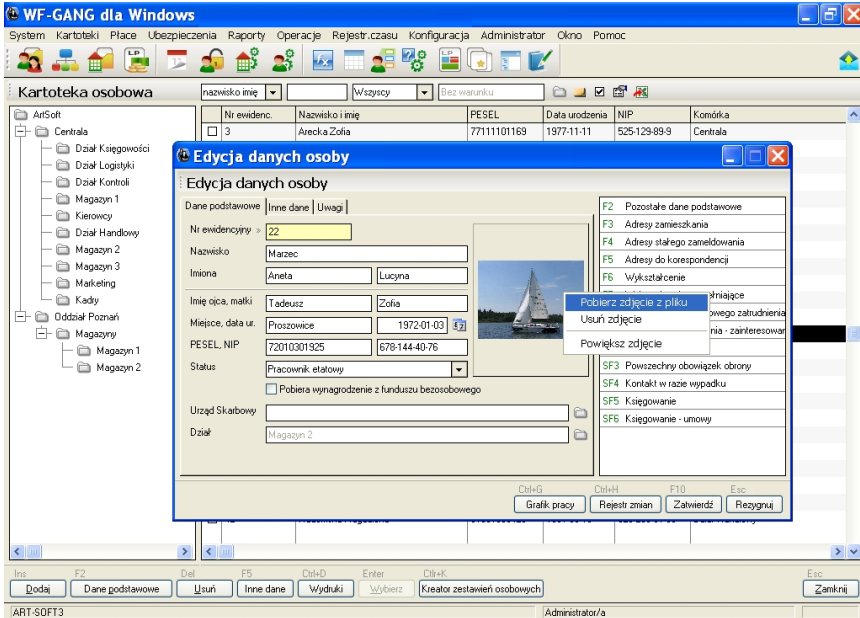 WF-GANG dla Windows
System Kartoteki Płace Ubezpieczenia Raporty Operacje Rejestr.czasu Konfiguracja Administrator Okno Pomoc
Kartoteka osobowa nazwisko imię Wszyscy Bez warunku
ArtSoft
Centrala
Dział Księgowości
Dział Logistyki
Dział Kontroli
Magazyn 1
Kierowcy
Dział Handlowy
Magazyn 2
Magazyn 3
Marketing
Kadry
Oddział Poznań
Magazyny
Magazyn 1
Magazyn 2
Nr ewidenc. Nazwisko i imię PESEL Data urodzenia NIP Komórka
3 Arecka Zofia 77111101169 1977-11-11 525-129-89-9 Centrala
Edycja danych osoby
Edycja danych osoby
Dane podstawowe Inne dane Uwagi
Nr ewidencyjny » 22
Nazwisko Marzec
Imiona Aneta Lucyna
Imię ojca, matki Tadeusz Zofia
Miejsce, data ur. Proszowice 1972-01-03
PESEL, NIP 72010301925 678-144-40-76
Status Pracownik etatowy
Pobiera wynagrodzenie z funduszu bezosobowego
Urząd Skarbowy
Dział Magazyn 2
Pobierz zdjęcie z pliku
Usuń zdjęcie
Powiększ zdjęcie
F2 Pozostałe dane podstawowe
F3 Adresy zamieszkania
F4 Adresy stałego zameldowania
F5 Adresy do korespondencji
F6 Wykształcenie
ełniające
owego zatrudnienia
nia - zainteresowar
SF3 Powszechny obowiązek obrony
SF4 Kontakt w razie wypadku
SF5 Księgowanie
SF6 Księgowanie - umowy
Ctrl+G Ctrl+H F10 Esc
Grafik pracy Rejestr zmian Zatwierdź Rezygnuj
Ins F2 Del F5 Ctrl+D Enter Ctlr+K Esc
Dodaj Dane podstawowe Usuń Inne dane Wydruki Wybierz Kreator zestawień osobowych Zamknij
ART-SOFT3 Administrator/a